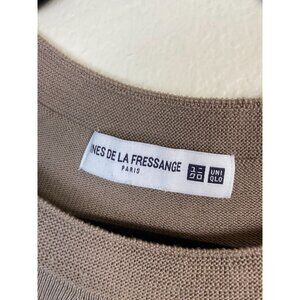 INES DE LA FRESSANGE
PARIS
ユニ
クロ
UNI
QLO